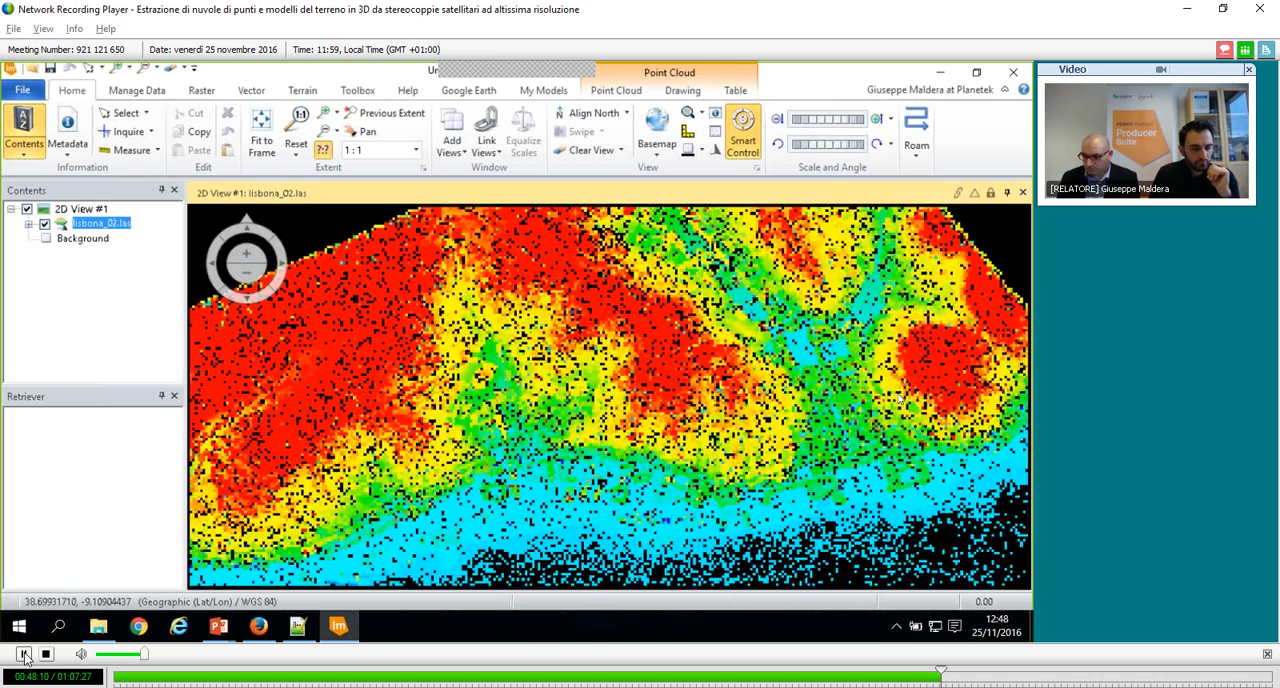 Network Recording Player - Estrazione di nuvole di punti e modelli del terreno in 3D da stereocoppie satellitari ad altissima risoluzione
File View Info Help
Meeting Number: 921 121 650 Date: venerdì 25 novembre 2016 Time: 11:59, Local Time (GMT +01:00)
Point Cloud
File Home Manage Data Raster Vector Terrain Toolbox Help Google Earth My Models Point Cloud Drawing Table Giuseppe Maldera at Planetek
Contents Metadata Select Inquire Measure Information
Cut Copy Paste Edit
Fit to Frame Reset Previous Extent Pan 1 : 1 Extent
Add Views Link Views Equalize Scales Window
Align North Swipe Clear View Basemap Smart Control View
Scale and Angle Roam
Video
Producer Suite
[RELATORE] Giuseppe Maldera
Contents
2D View #1
lisbona_02.las
Background
2D View #1: lisbona_02.las
Retriever
38.69931710, -9.10904437 (Geographic (Lat/Lon) / WGS 84) 0.00
12:48
25/11/2016
00:48:10 / 01:07:27